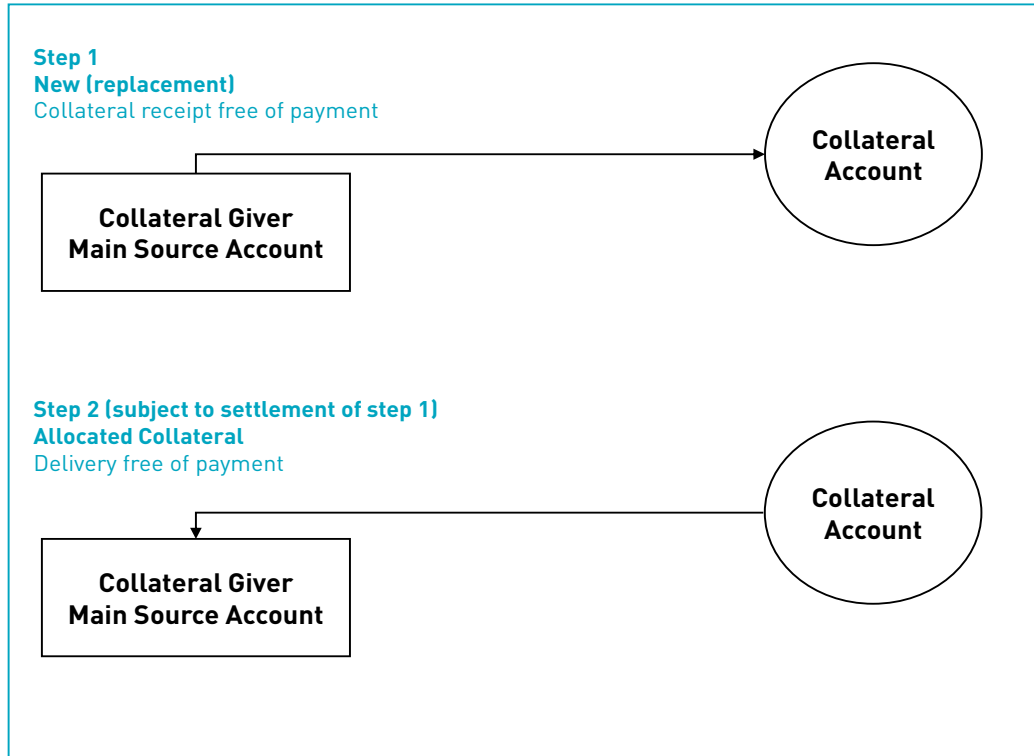 Step 1
New (replacement)
Collateral receipt free of payment
Collateral
Account
Collateral Giver
Main Source Account
Step 2 (subject to settlement of step 1)
Allocated Collateral
Delivery free of payment
Collateral
Account
Collateral Giver
Main Source Account